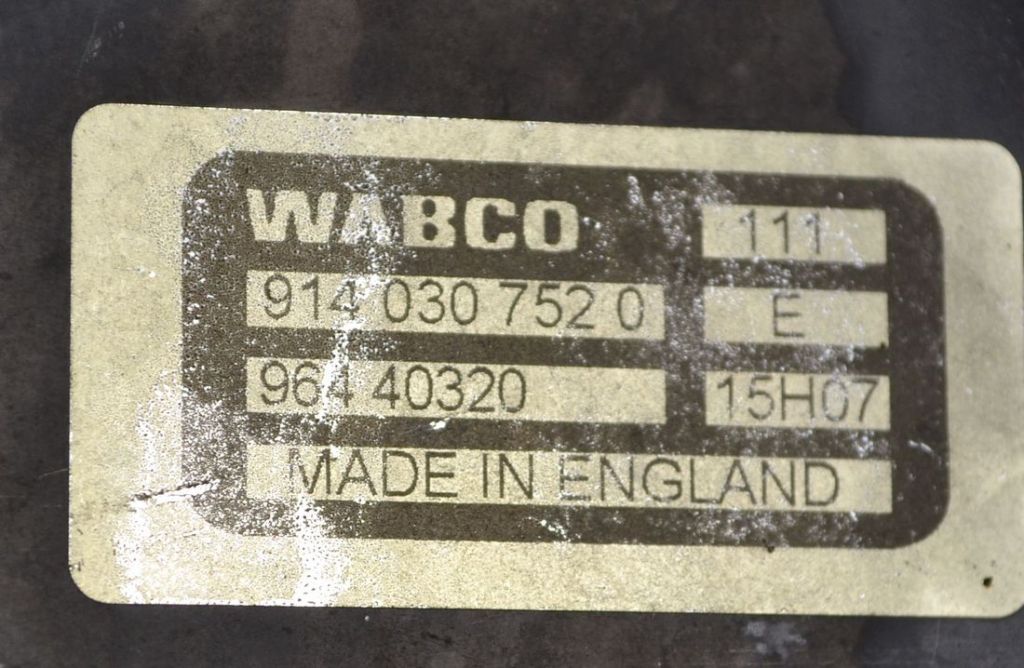 WABCO 111
914 030 752 0 E
964 40320 15H07
MADE IN ENGLAND